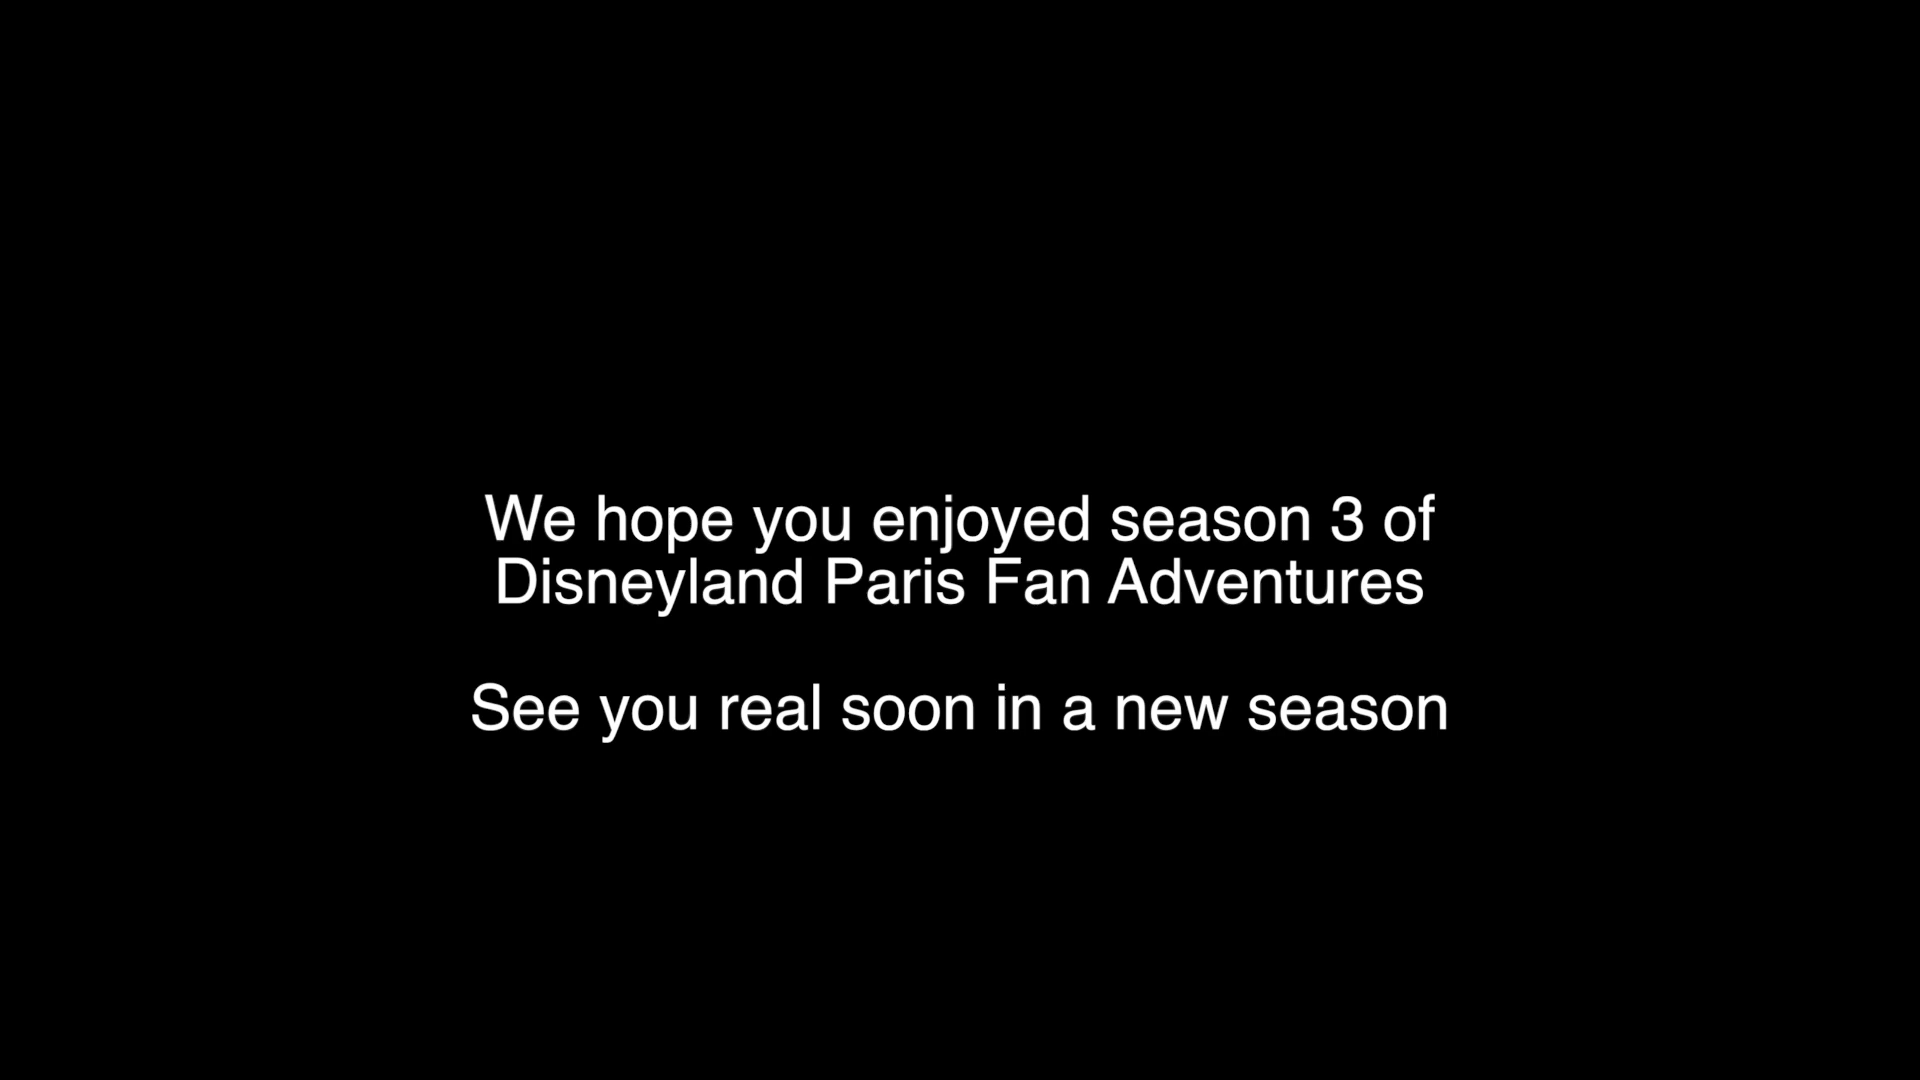 We hope you enjoyed season 3 of
Disneyland Paris Fan Adventures
See you real soon in a new season